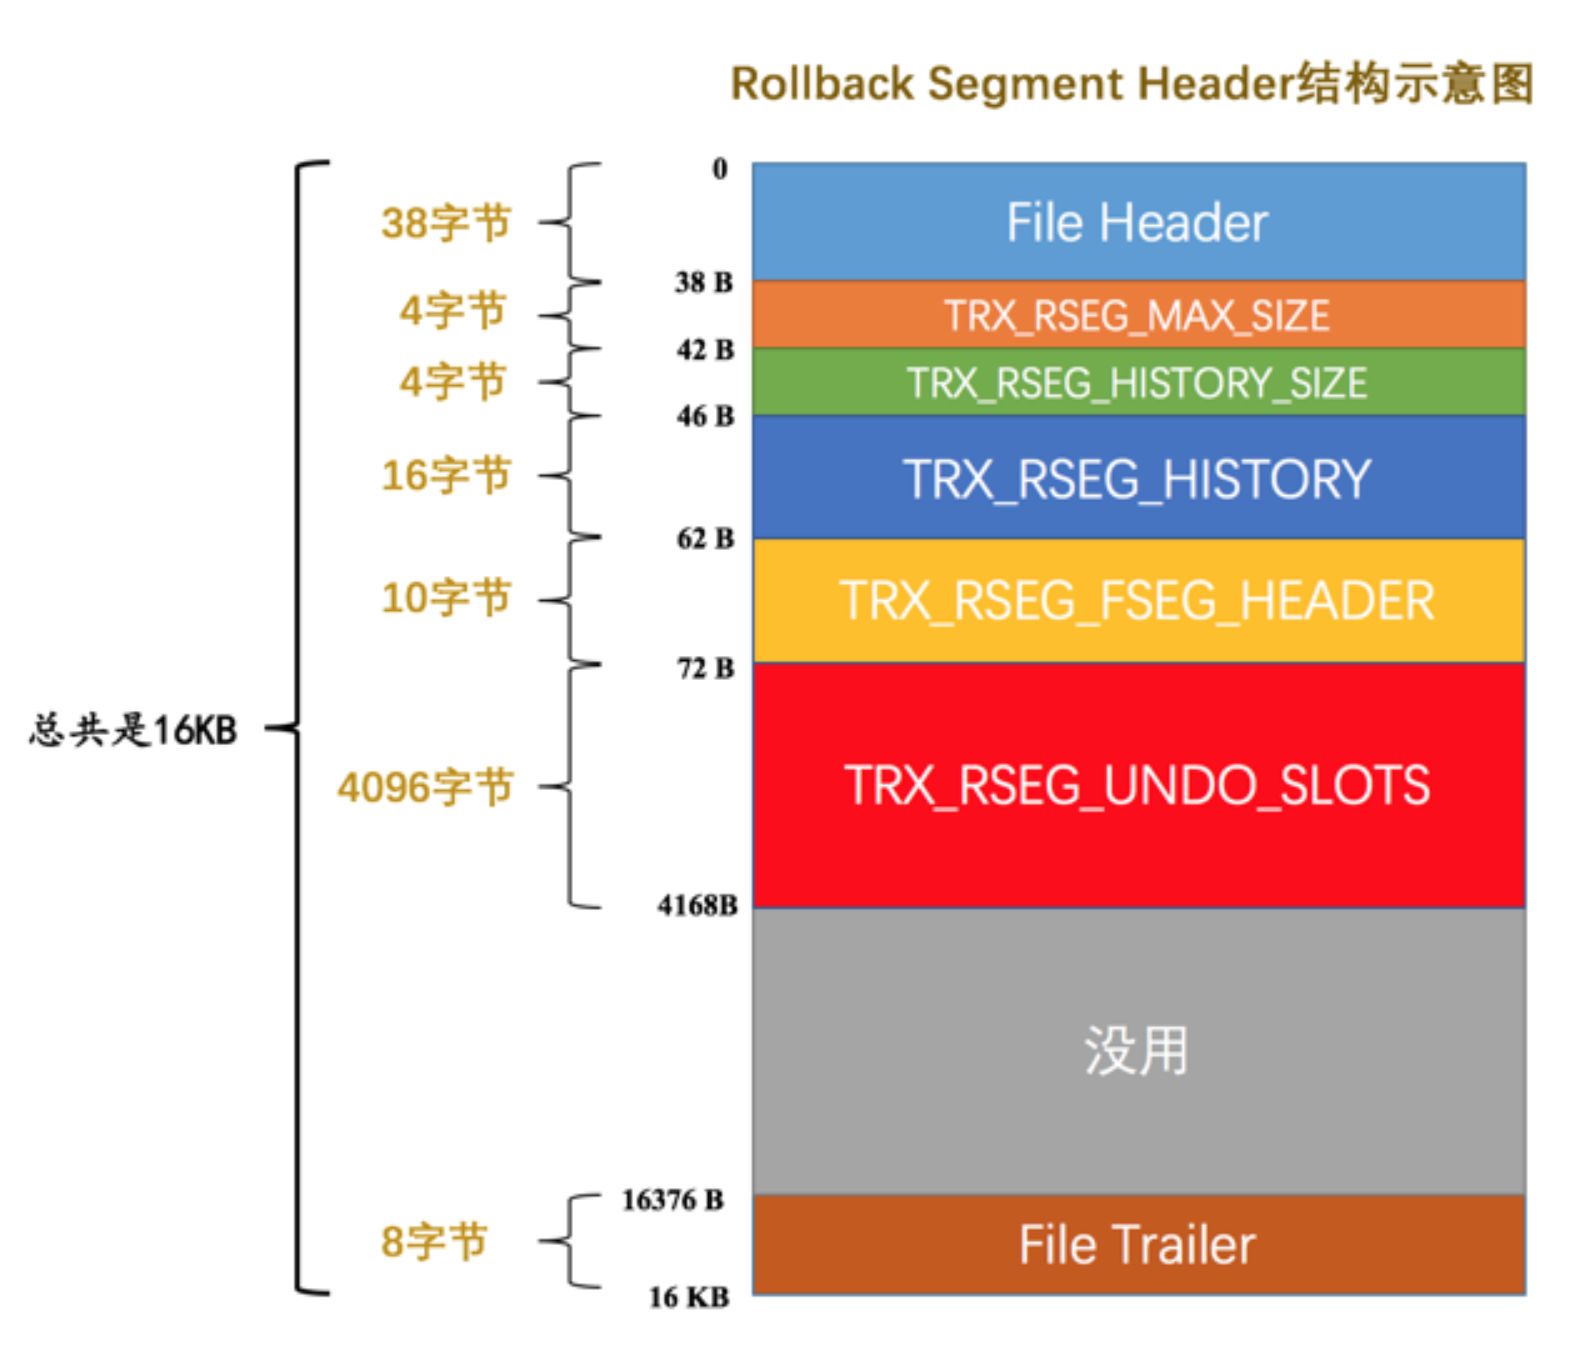 Rollback Segment Header结构示意图
0
38字节
File Header
38 B
4字节
TRX_RSEG_MAX_SIZE
42 B
4字节
TRX_RSEG_HISTORY_SIZE
46 B
16字节
TRX_RSEG_HISTORY
62 B
10字节
TRX_RSEG_FSEG_HEADER
72 B
总共是16KB
4096字节
TRX_RSEG_UNDO_SLOTS
4168B
没用
16376 B
8字节
File Trailer
16 KB